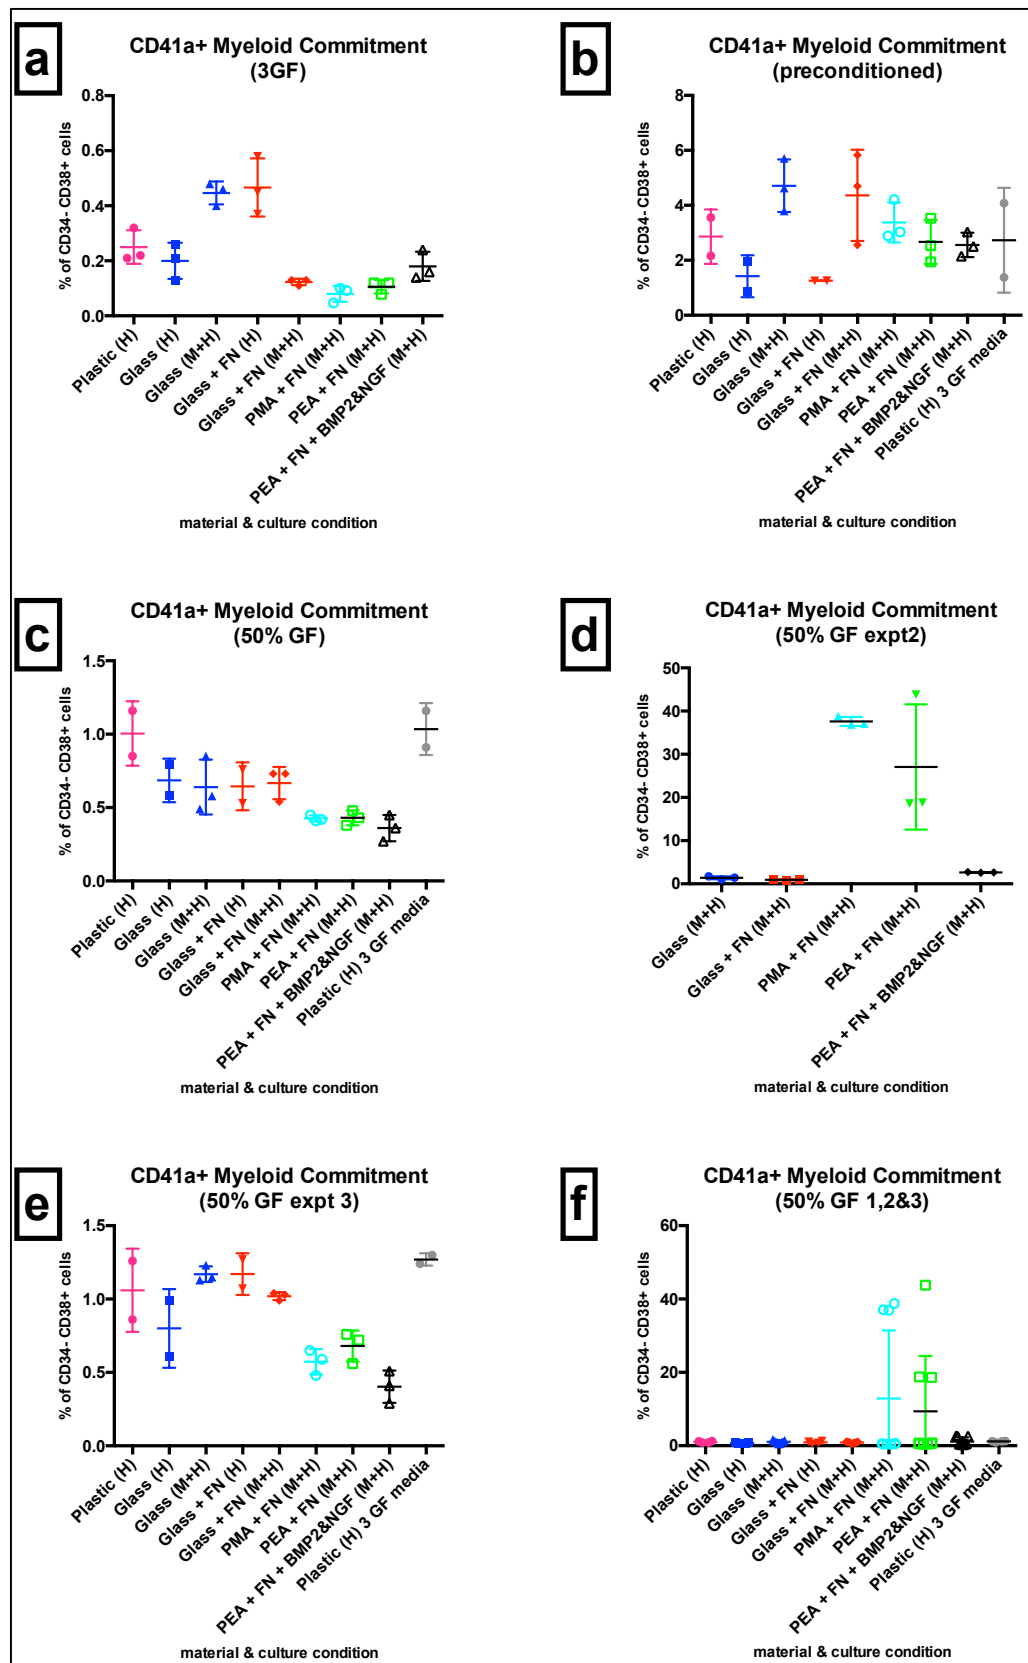 a
CD41a+ Myeloid Commitment
(3GF)
% of CD34- CD38+ cells
0.8
0.6
0.4
0.2
0.0
Plastic (H)
Glass (H)
Glass (M+H)
Glass + FN (H)
Glass + FN (M+H)
PMA + FN (M+H)
PEA + FN (M+H)
PEA + FN + BMP2&NGF (M+H)
material & culture condition
b
CD41a+ Myeloid Commitment
(preconditioned)
% of CD34- CD38+ cells
8
6
4
2
0
Plastic (H)
Glass (H)
Glass (M+H)
Glass + FN (H)
Glass + FN (M+H)
PMA + FN (M+H)
PEA + FN (M+H)
PEA + FN + BMP2&NGF (M+H)
Plastic (H) 3 GF media
material & culture condition
c
CD41a+ Myeloid Commitment
(50% GF)
% of CD34- CD38+ cells
1.5
1.0
0.5
0.0
Plastic (H)
Glass (H)
Glass (M+H)
Glass + FN (H)
Glass + FN (M+H)
PMA + FN (M+H)
PEA + FN (M+H)
PEA + FN + BMP2&NGF (M+H)
Plastic (H) 3 GF media
material & culture condition
d
CD41a+ Myeloid Commitment
(50% GF expt2)
% of CD34- CD38+ cells
50
40
30
20
10
0
Glass (M+H)
Glass + FN (M+H)
PMA + FN (M+H)
PEA + FN (M+H)
PEA + FN + BMP2&NGF (M+H)
material & culture condition
e
CD41a+ Myeloid Commitment
(50% GF expt 3)
% of CD34- CD38+ cells
1.5
1.0
0.5
0.0
Plastic (H)
Glass (H)
Glass (M+H)
Glass + FN (H)
Glass + FN (M+H)
PMA + FN (M+H)
PEA + FN (M+H)
PEA + FN + BMP2&NGF (M+H)
Plastic (H) 3 GF media
material & culture condition
f
CD41a+ Myeloid Commitment
(50% GF 1,2&3)
% of CD34- CD38+ cells
60
40
20
0
Plastic (H)
Glass (H)
Glass (M+H)
Glass + FN (H)
Glass + FN (M+H)
PMA + FN (M+H)
PEA + FN (M+H)
PEA + FN + BMP2&NGF (M+H)
Plastic (H) 3 GF media
material & culture condition